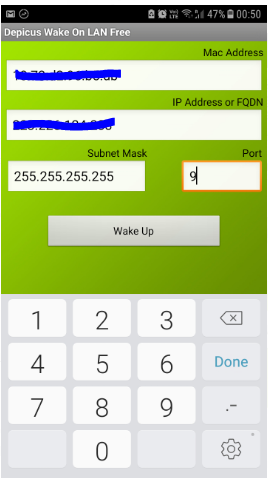 47% 00:50
Depicus Wake On LAN Free
Mac Address
IP Address or FQDN
Subnet Mask Port
255.255.255.255 9
Wake Up
1 2 3
4 5 6 Done
7 8 9 .-
0